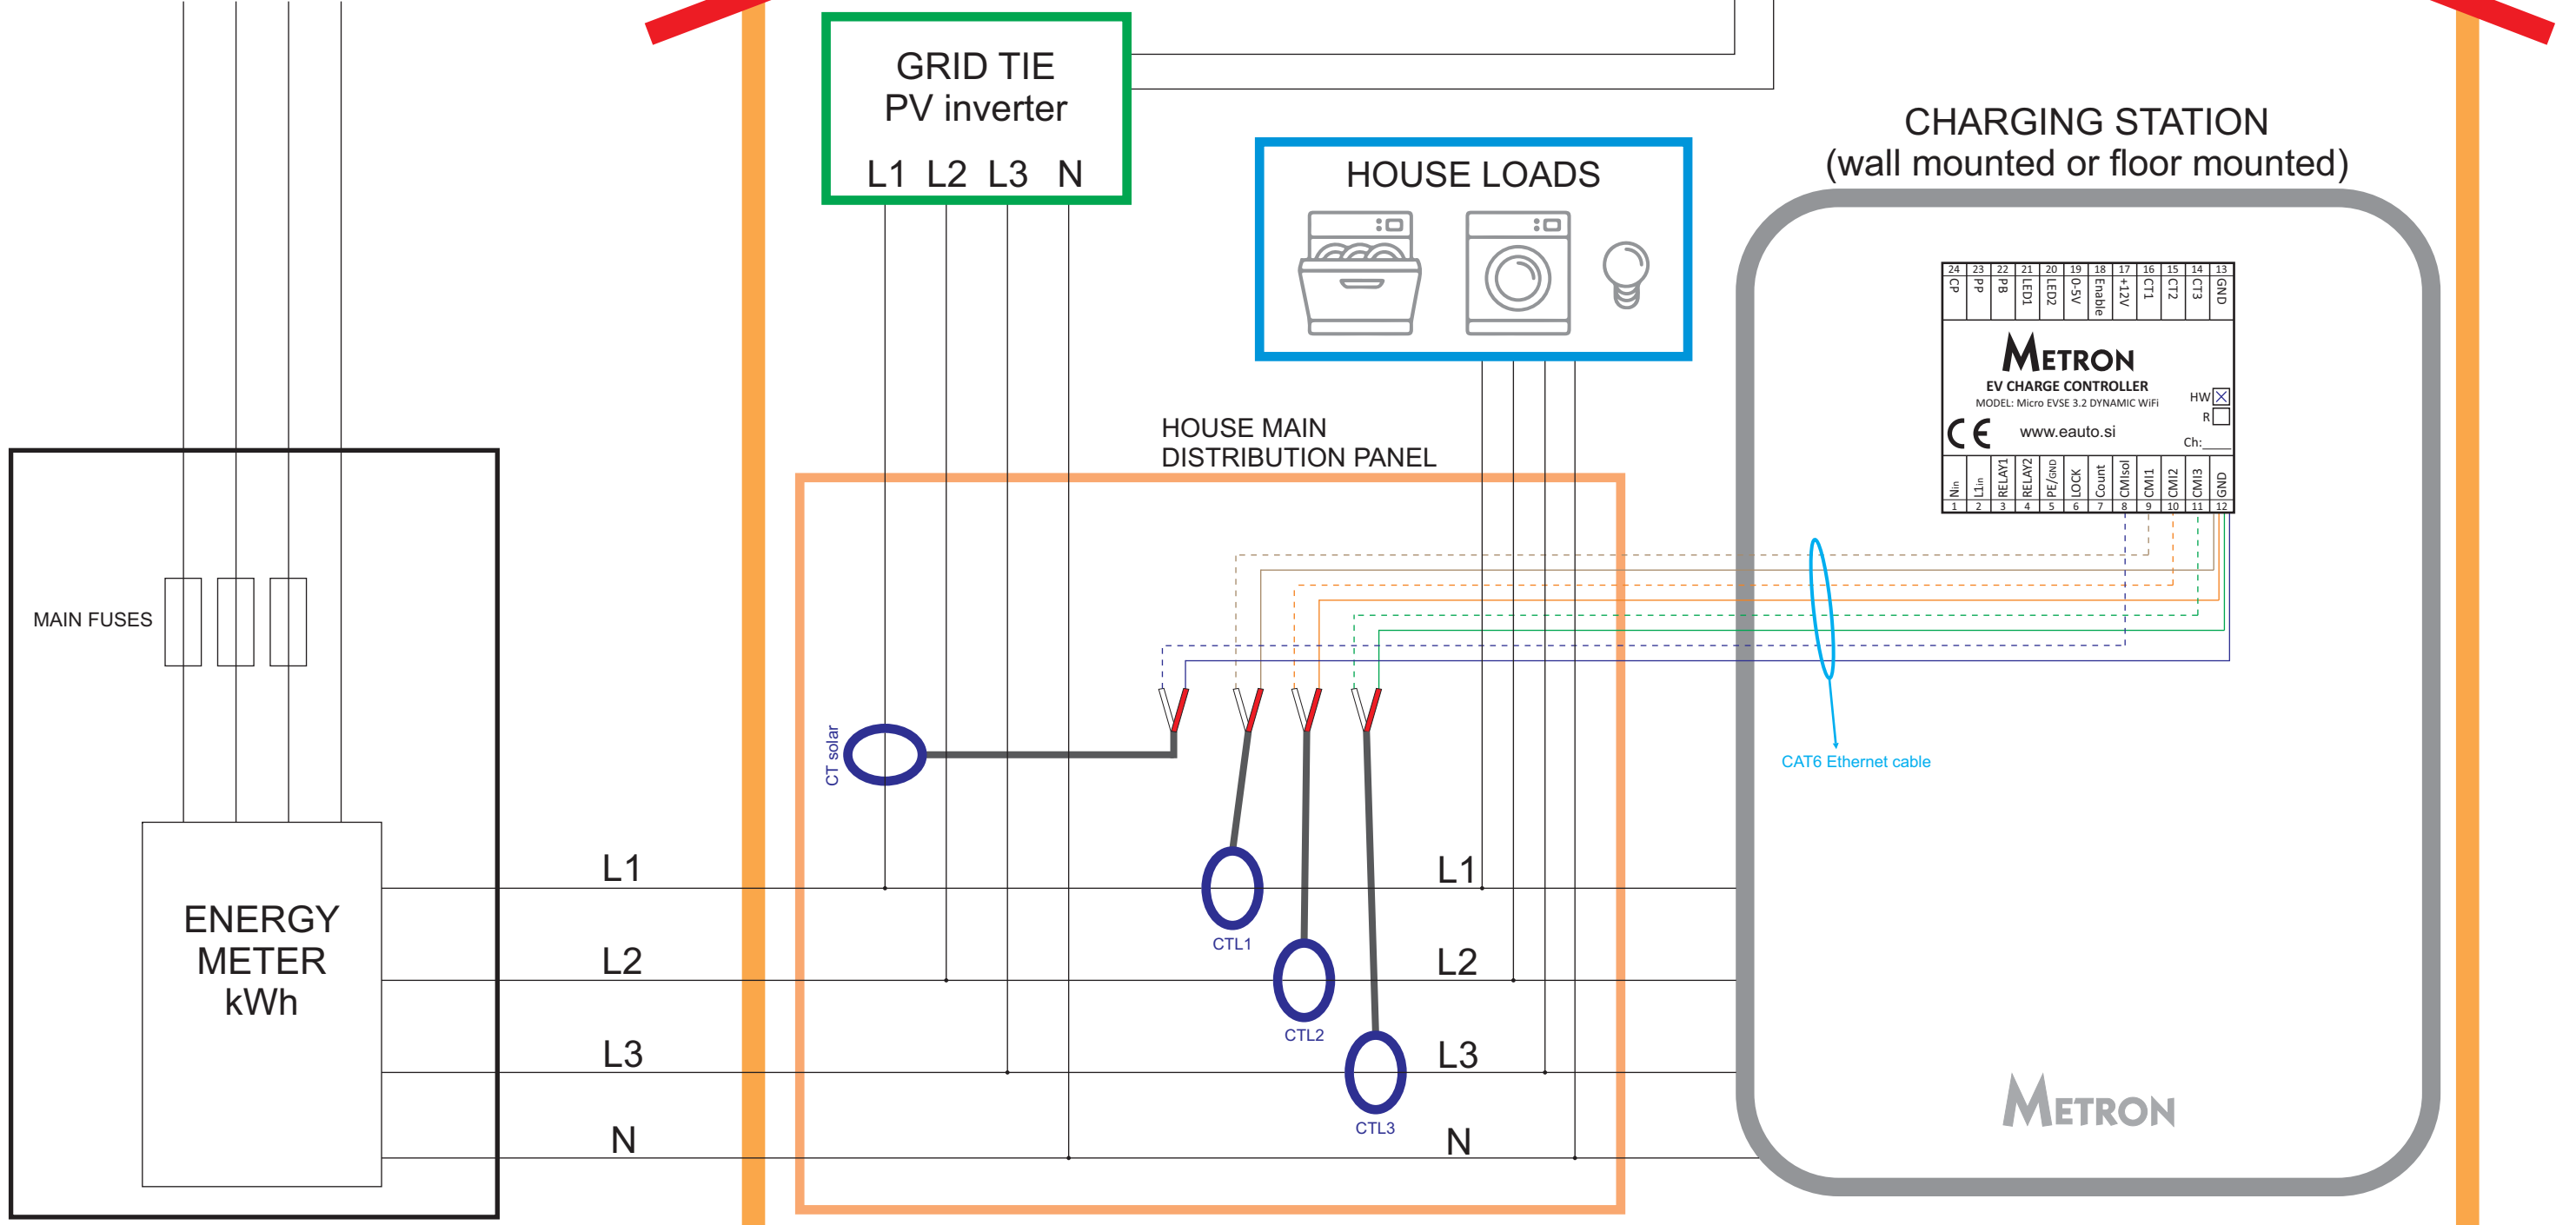 GRID TIE
PV inverter
L1 L2 L3 N
HOUSE LOADS
CHARGING STATION
(wall mounted or floor mounted)
24 23 22 21 20 19 18 17 16 15 14 13
CP PP PB LED1 LED2 0-5V Enable +12V CT1 CT2 CT3 GND
METRON
EV CHARGE CONTROLLER
MODEL: Micro EVSE 3.2 DYNAMIC WiFi
HW
R
CE
www.eauto.si
Ch:____
Nin L1in RELAY1 RELAY2 PE/GND LOCK Count CMIsol CMI1 CMI2 CMI3 GND
1 2 3 4 5 6 7 8 9 10 11 12
HOUSE MAIN
DISTRIBUTION PANEL
MAIN FUSES
CT solar
CAT6 Ethernet cable
ENERGY
METER
kWh
L1
L2
L3
N
CTL1
CTL2
CTL3
L1
L2
L3
N
METRON